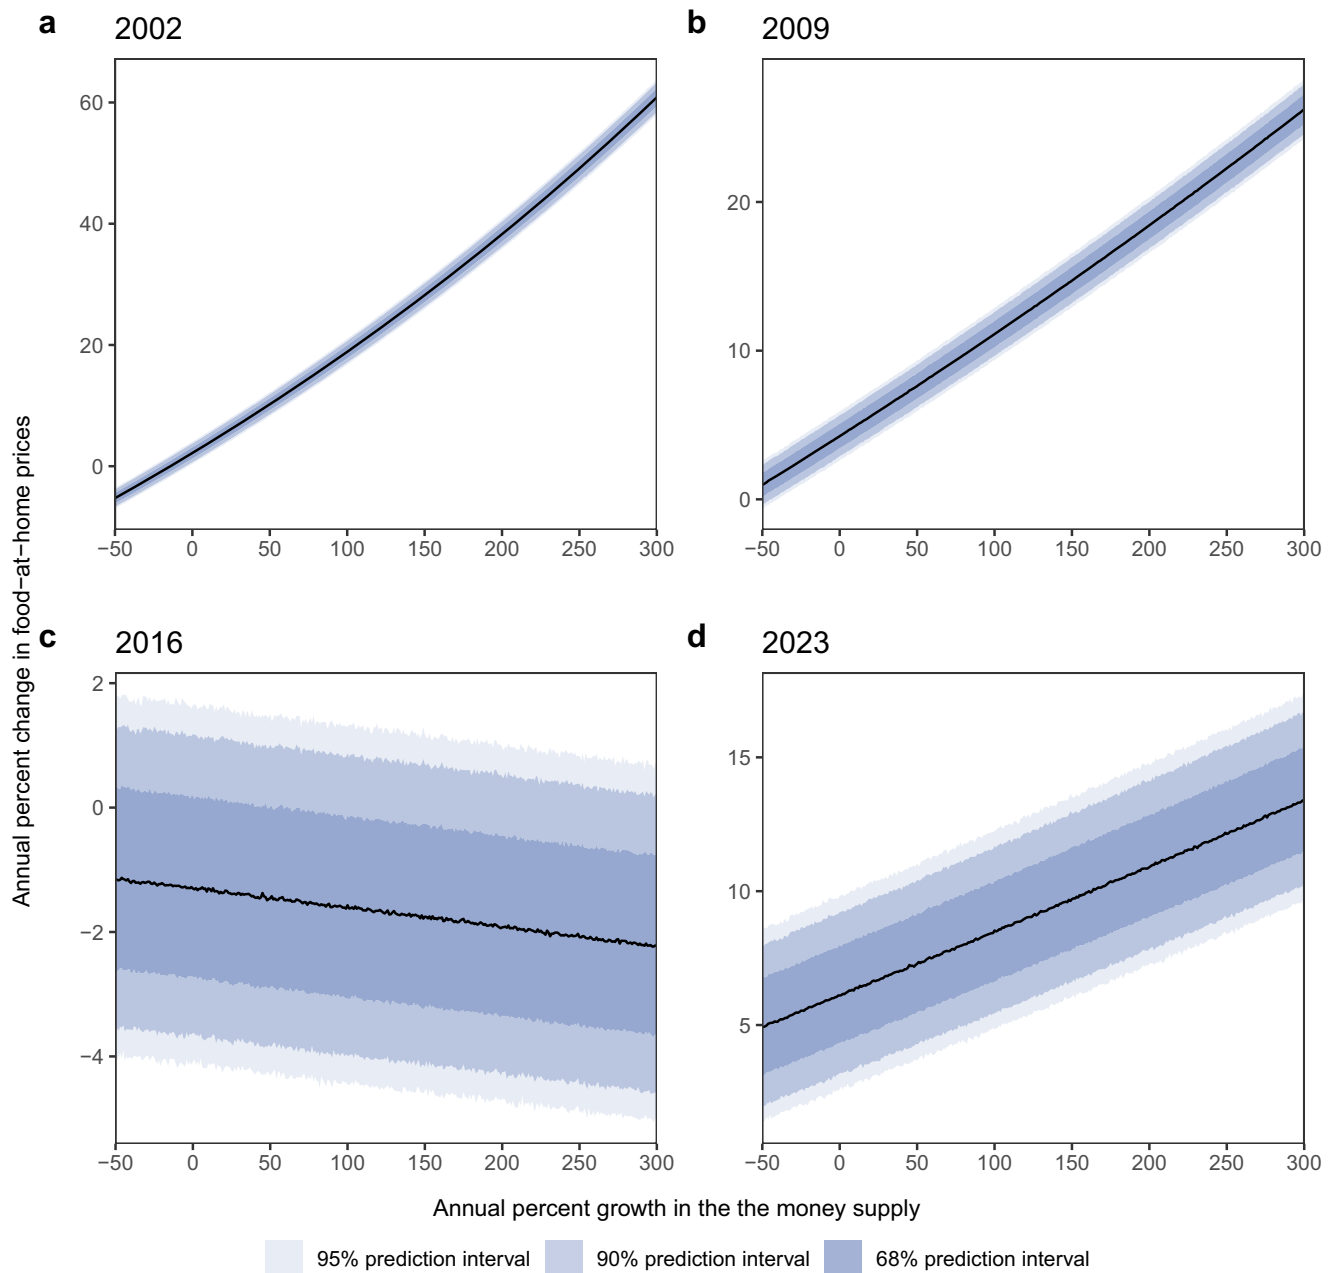 a 2002
60
40
20
0
−50 0 50 100 150 200 250 300
b 2009
20
10
0
−50 0 50 100 150 200 250 300
Annual percent change in food−at−home prices
c 2016
2
0
−2
−4
−50 0 50 100 150 200 250 300
d 2023
15
10
5
−50 0 50 100 150 200 250 300
Annual percent growth in the the money supply
95% prediction interval 90% prediction interval 68% prediction interval